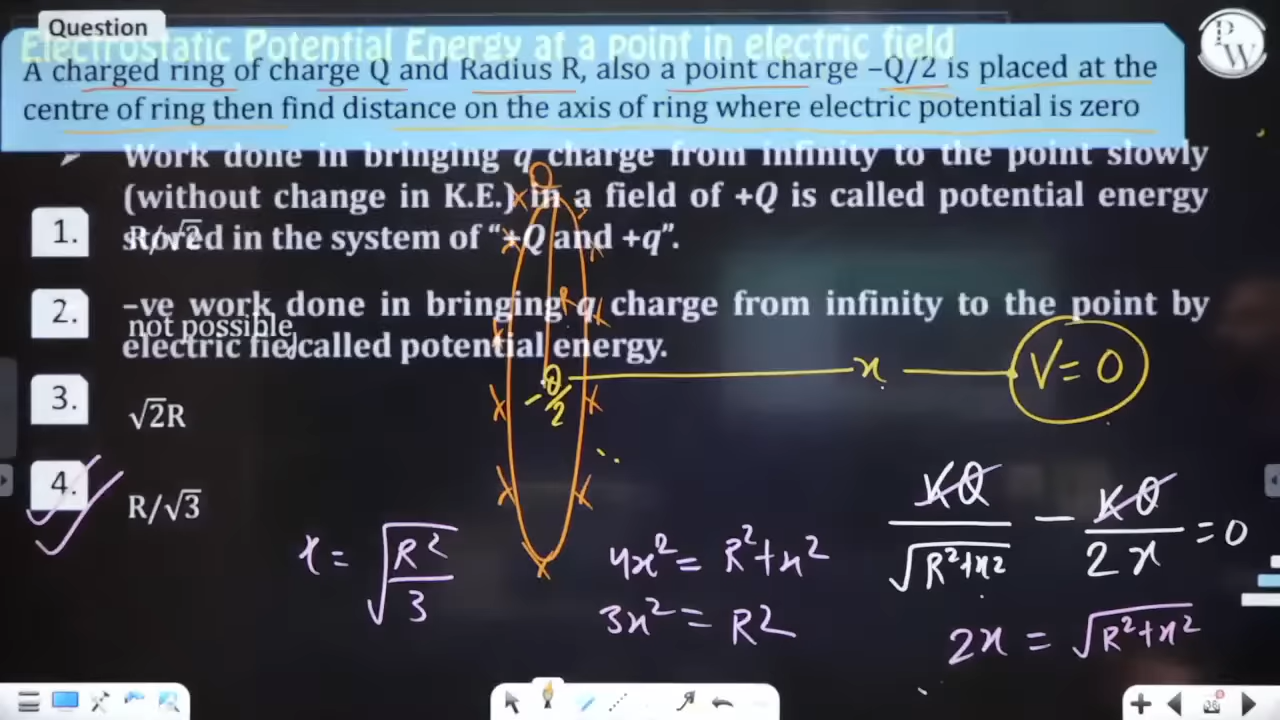 Question
Electrostatic Potential Energy at a point in electric field
A charged ring of charge Q and Radius R, also a point charge −Q/2 is placed at the
centre of ring then find distance on the axis of ring where electric potential is zero
PW
Work done in bringing q charge from infinity to the point slowly
(without change in K.E.) in a field of +Q is called potential energy
stored in the system of “+Q and +q”.
1. R/√2
−ve work done in bringing q charge from infinity to the point by
electric called potential energy.
2. not possible
3. √2R
4. R/√3
Q
R
-Q/2
x
V = 0
KQ/√R²+x² − KQ/2x = 0
2x = √R²+x²
4x² = R²+x²
3x² = R²
x = √R²/3